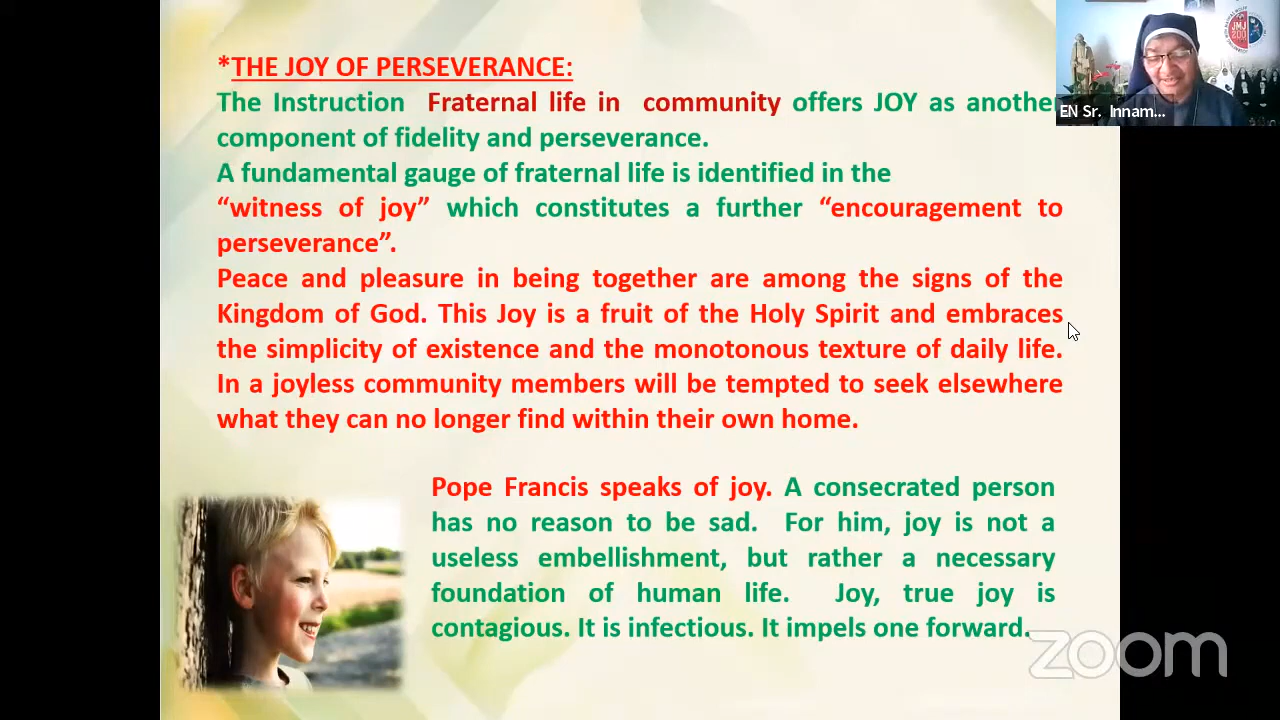 *THE JOY OF PERSEVERANCE:
The Instruction Fraternal life in community offers JOY as another
component of fidelity and perseverance.
A fundamental gauge of fraternal life is identified in the
“witness of joy” which constitutes a further “encouragement to
perseverance”.
Peace and pleasure in being together are among the signs of the
Kingdom of God. This Joy is a fruit of the Holy Spirit and embraces
the simplicity of existence and the monotonous texture of daily life.
In a joyless community members will be tempted to seek elsewhere
what they can no longer find within their own home.
Pope Francis speaks of joy. A consecrated person
has no reason to be sad. For him, joy is not a
useless embellishment, but rather a necessary
foundation of human life. Joy, true joy is
contagious. It is infectious. It impels one forward.
JMJ
200
EN Sr. Innam...
zoom